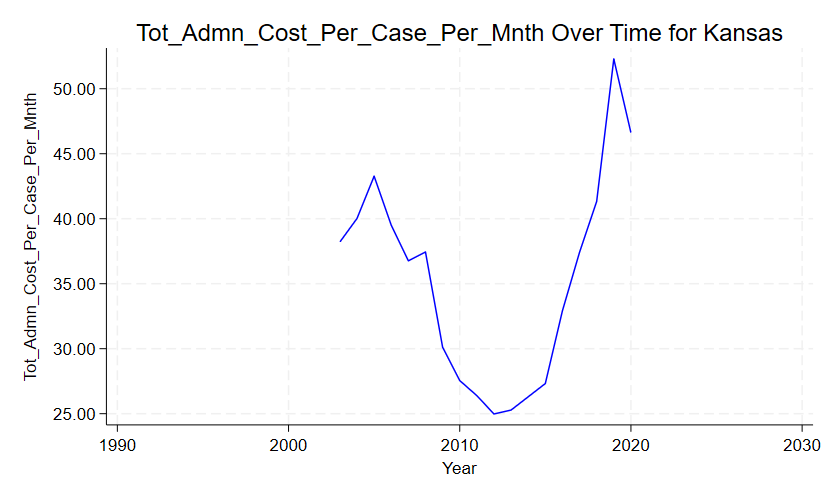 Tot_Admn_Cost_Per_Case_Per_Mnth Over Time for Kansas
Tot_Admn_Cost_Per_Case_Per_Mnth
50.00
45.00
40.00
35.00
30.00
25.00
1990 2000 2010 2020 2030
Year